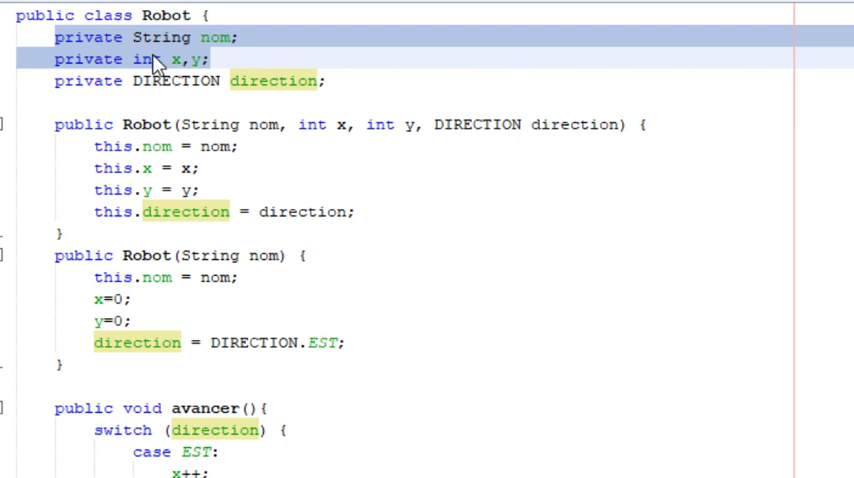 public class Robot {
    private String nom;
    private int x,y;
    private DIRECTION direction;
    public Robot(String nom, int x, int y, DIRECTION direction) {
        this.nom = nom;
        this.x = x;
        this.y = y;
        this.direction = direction;
    }
    public Robot(String nom) {
        this.nom = nom;
        x=0;
        y=0;
        direction = DIRECTION.EST;
    }
    public void avancer(){
        switch (direction) {
            case EST:
                x++;